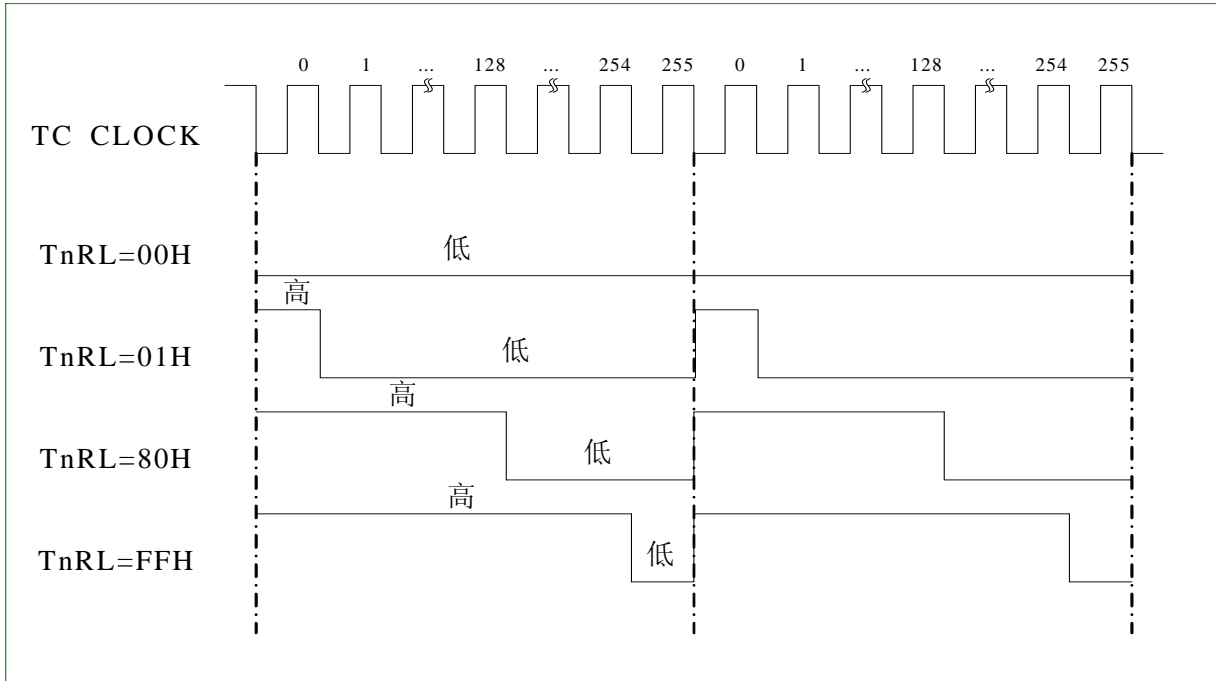 0 1 ... 128 ... 254 255 0 1 ... 128 ... 254 255
TC CLOCK
TnRL=00H
低
高
TnRL=01H
低
高
TnRL=80H
低
高
TnRL=FFH
低